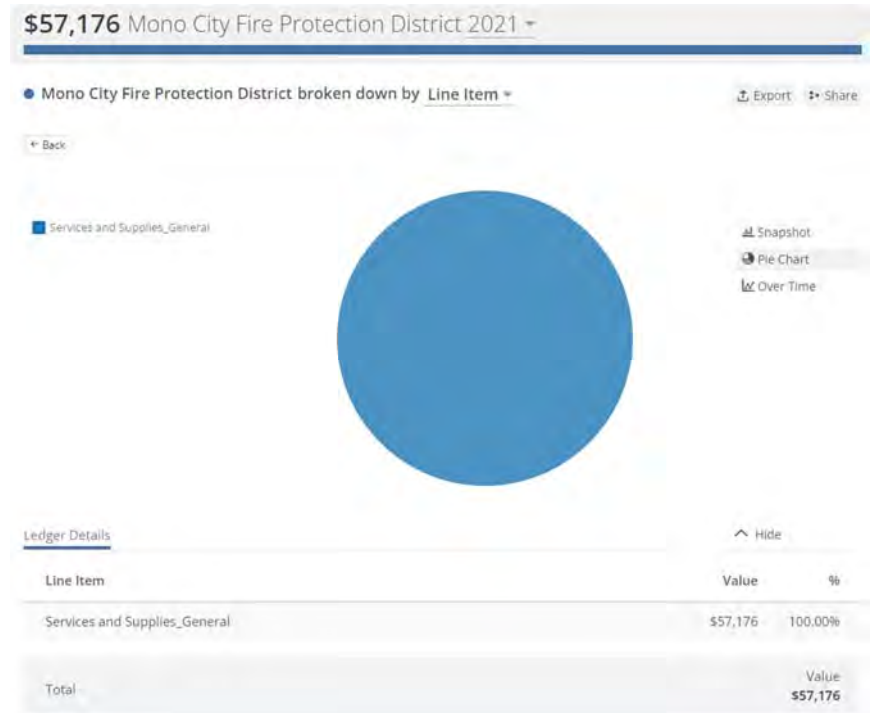 $57,176 Mono City Fire Protection District 2021
Mono City Fire Protection District broken down by Line Item
Export Share
Back
Services and Supplies_General
Snapshot
Pie Chart
Over Time
Ledger Details
Hide
Line Item Value %
Services and Supplies_General $57,176 100.00%
Value
Total
$57,176